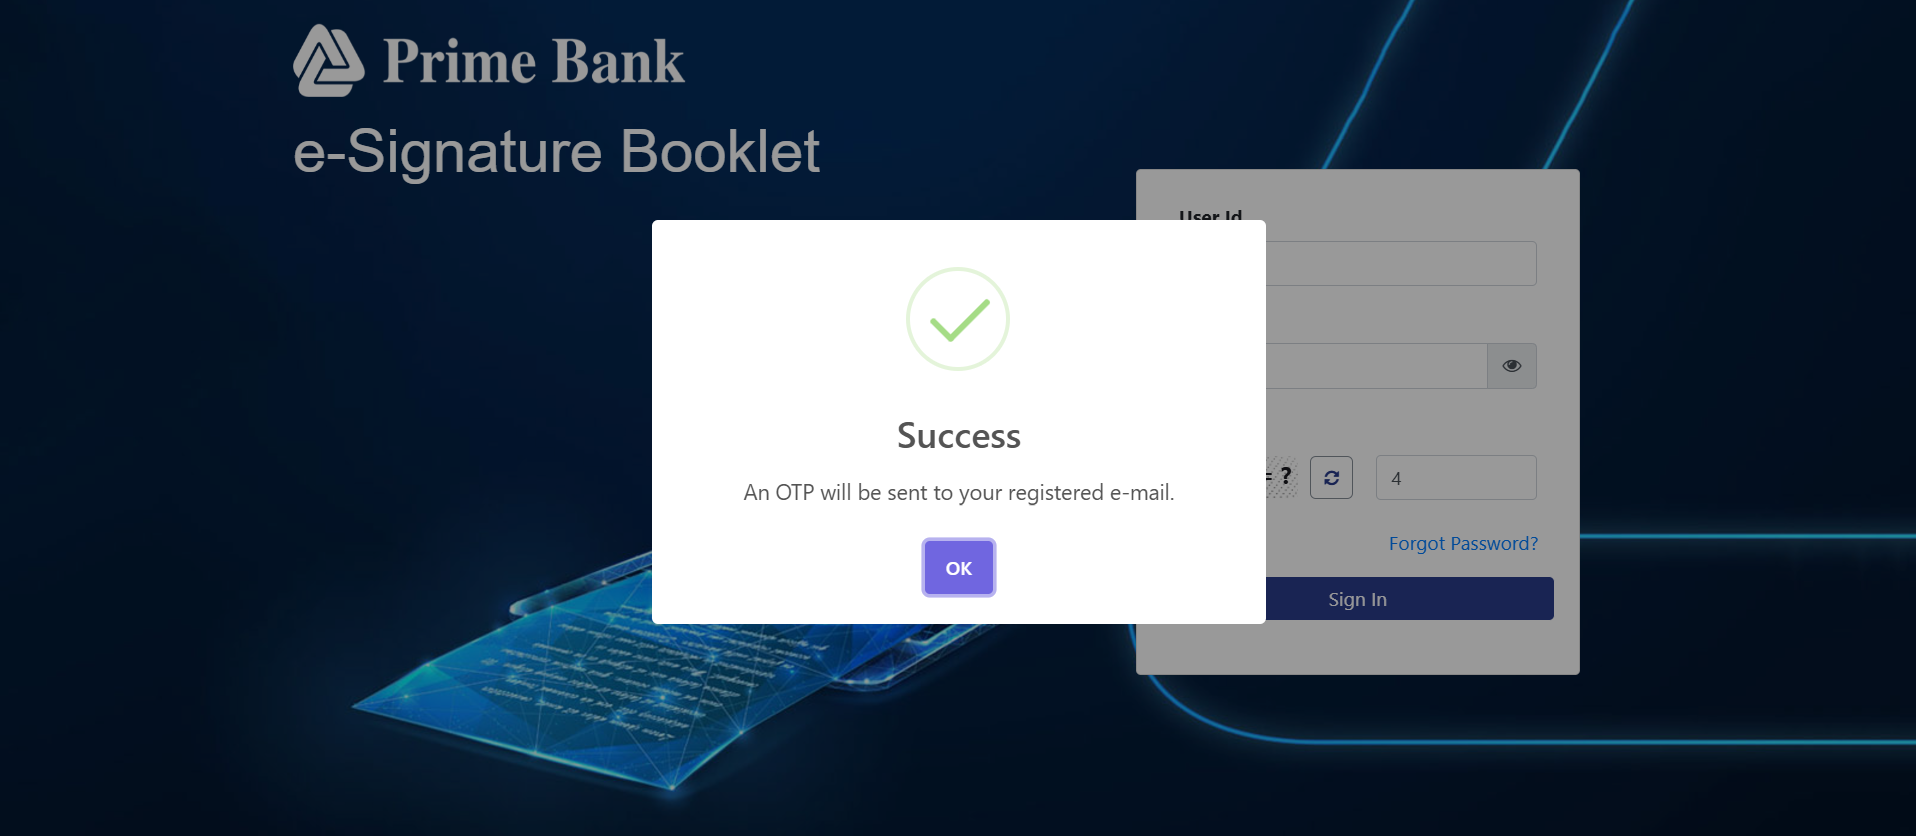 Prime Bank
e-Signature Booklet
User Id
Success
An OTP will be sent to your registered e-mail.
OK
= ?
4
Forgot Password?
Sign In